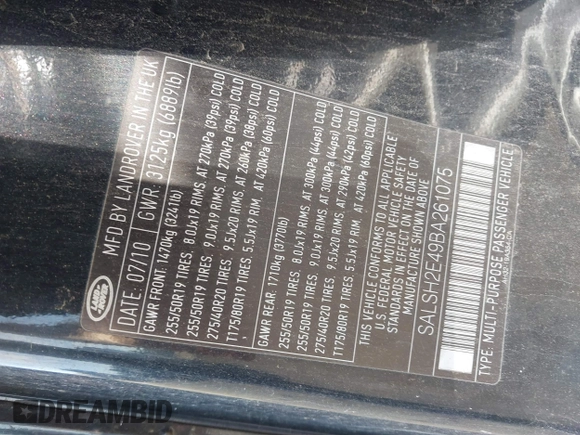 LAND
ROVER
MFD BY LANDROVER IN THE UK
DATE: 07/10 GWR: 3125kg (6889lb)
GAWR FRONT: 1470kg (3241lb)
255/50R19 TIRES, 8.0Jx19 RIMS, AT 270kPA (39psi) COLD
255/50R19 TIRES, 9.0Jx19 RIMS, AT 270kPA (39psi) COLD
275/40R20 TIRES, 9.5Jx20 RIMS, AT 260kPA (38psi) COLD
T175/80R19 TIRES, 5.5Jx19 RIM, AT 420kPA (60psi) COLD
GAWR REAR: 1710kg (3770lb)
255/50R19 TIRES, 8.0Jx19 RIMS, AT 300kPA (44psi) COLD
255/50R19 TIRES, 9.0Jx19 RIMS, AT 300kPA (44psi) COLD
275/40R20 TIRES, 9.5Jx20 RIMS, AT 290kPA (42psi) COLD
T175/80R19 TIRES, 5.5Jx19 RIM, AT 420kPA (60psi) COLD
THIS VEHICLE CONFORMS TO ALL APPLICABLE
U.S. FEDERAL MOTOR VEHICLE SAFETY
STANDARDS IN EFFECT ON THE DATE OF
MANUFACTURE SHOWN ABOVE.
SALSH2E49BA261075
TYPE: MULTI-PURPOSE PASSENGER VEHICLE
DREAMBID